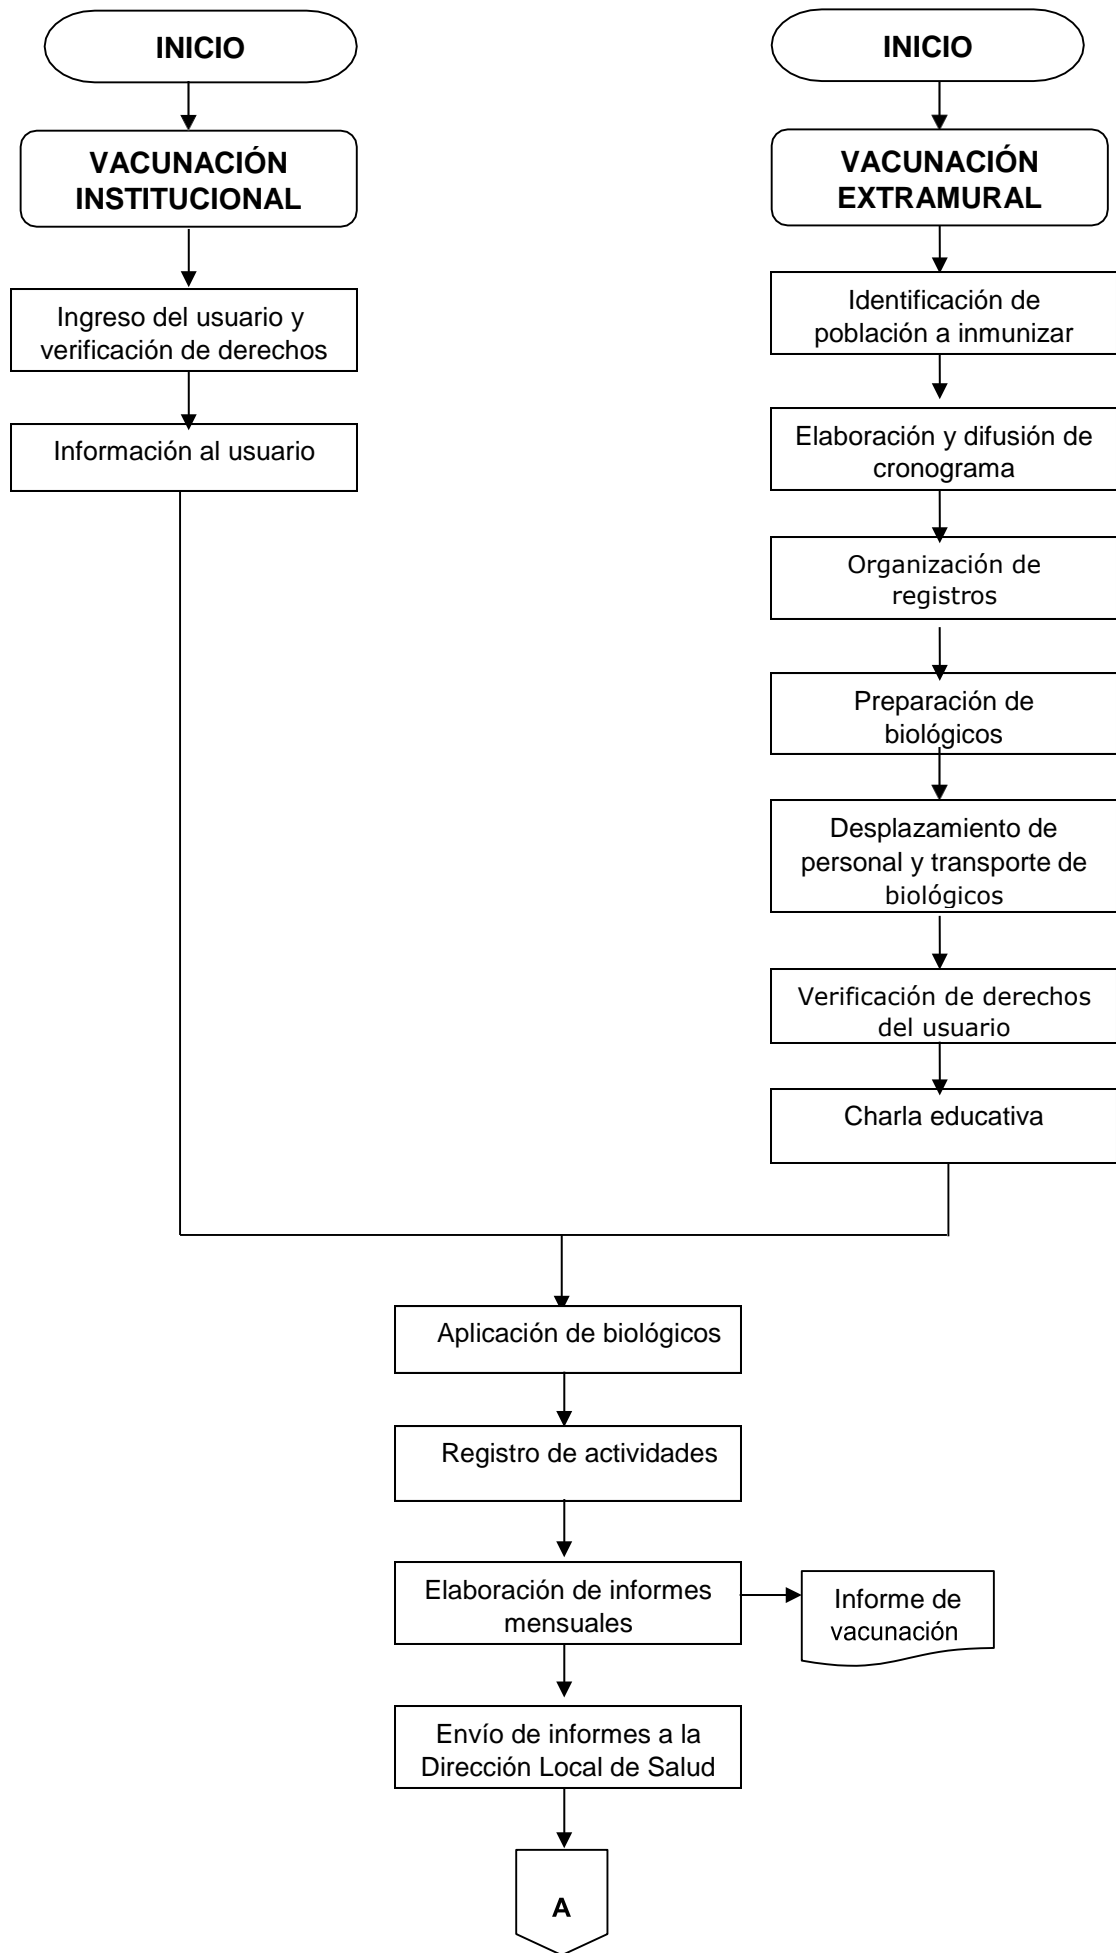 INICIO
VACUNACIÓN
INSTITUCIONAL
Ingreso del usuario y
verificación de derechos
Información al usuario
INICIO
VACUNACIÓN
EXTRAMURAL
Identificación de
población a inmunizar
Elaboración y difusión de
cronograma
Organización de
registros
Preparación de
biológicos
Desplazamiento de
personal y transporte de
biológicos
Verificación de derechos
del usuario
Charla educativa
Aplicación de biológicos
Registro de actividades
Elaboración de informes
mensuales
Informe de
vacunación
Envío de informes a la
Dirección Local de Salud
A